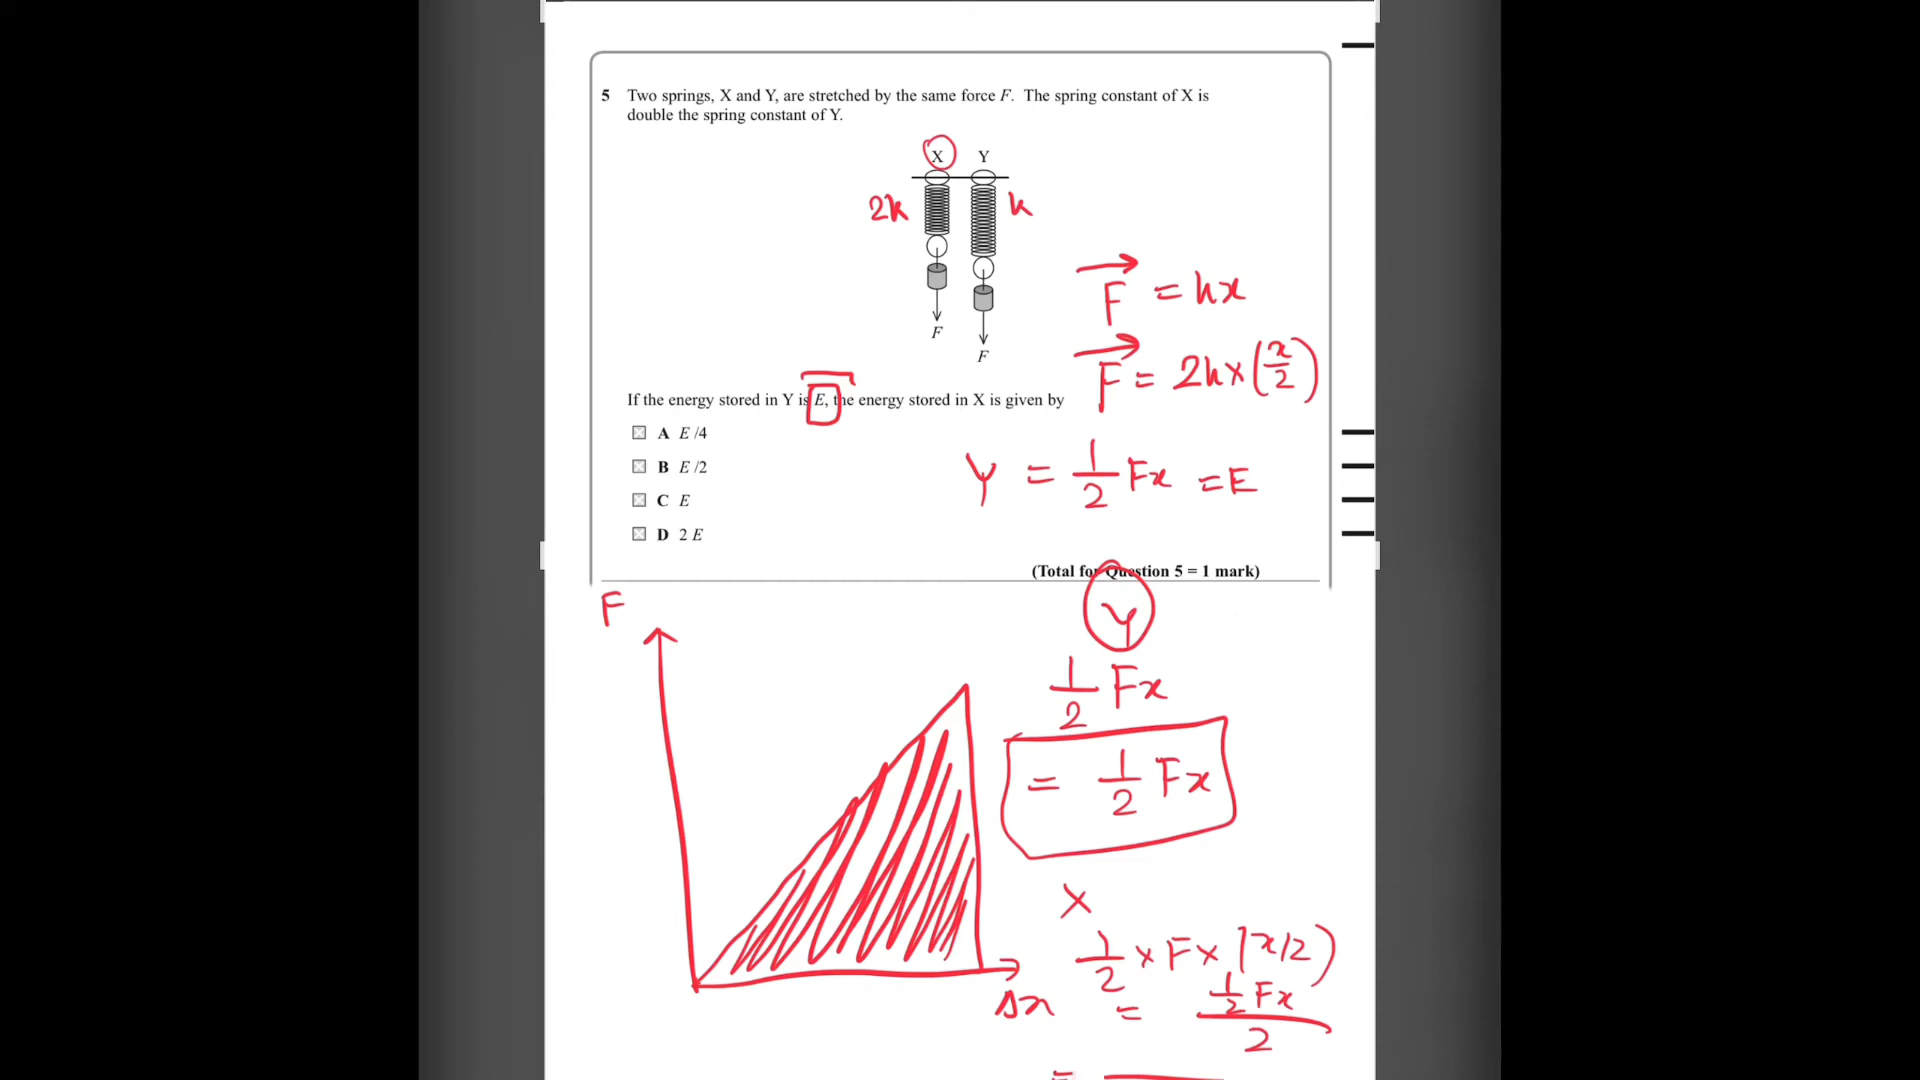 5 Two springs, X and Y, are stretched by the same force F. The spring constant of X is
double the spring constant of Y.
X Y
2k k
F
F
F = kx
F = 2k x (x/2)
If the energy stored in Y is E, the energy stored in X is given by
A E /4
B E /2
C E
D 2 E
Y = 1/2 Fx = E
(Total for Question 5 = 1 mark)
F
Y
1/2 Fx
= 1/2 Fx
X
1/2 x F x (x/2)
Δx
= 1/2 Fx / 2
=